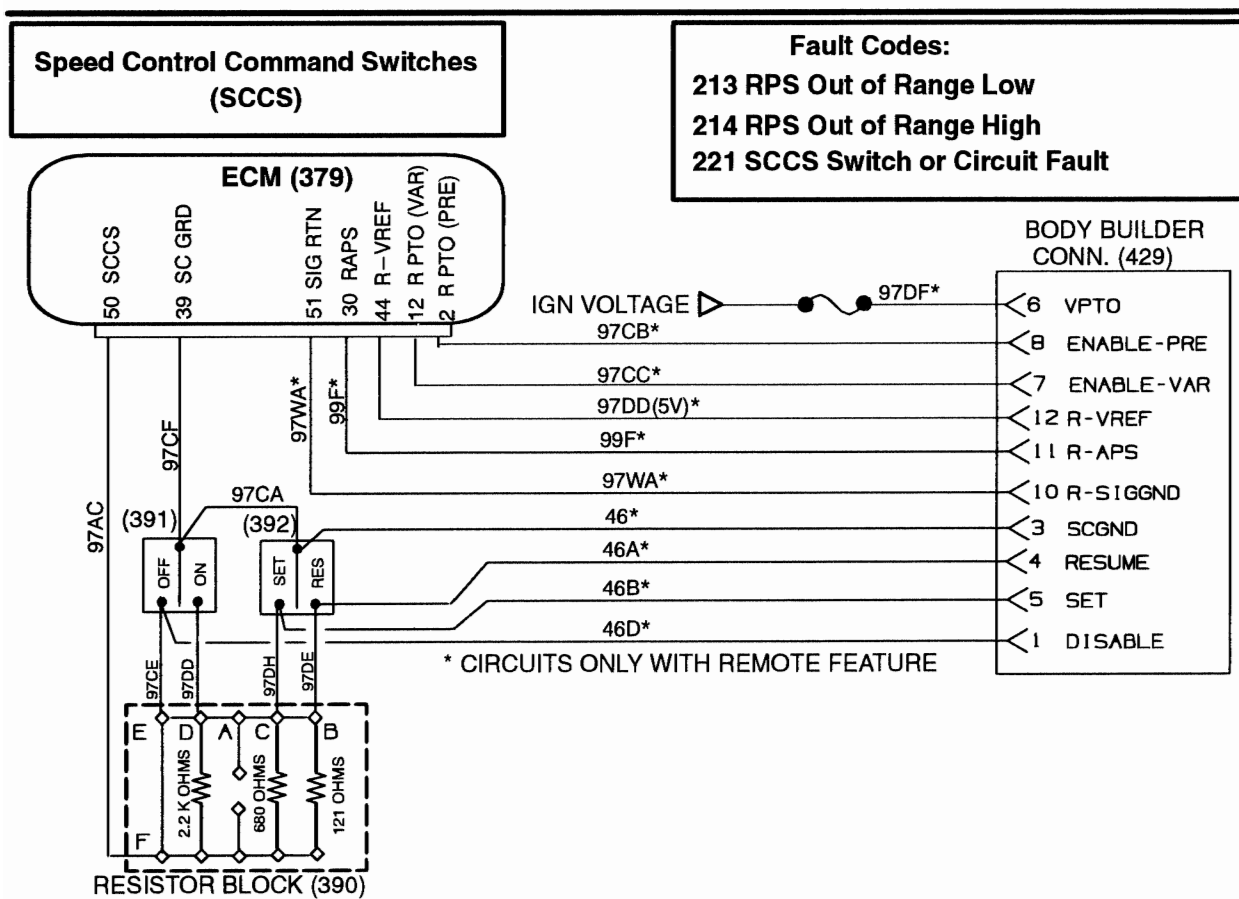 Speed Control Command Switches
(SCCS)
Fault Codes:
213 RPS Out of Range Low
214 RPS Out of Range High
221 SCCS Switch or Circuit Fault
ECM (379)
50 SCCS
39 SC GRD
51 SIG RTN
30 RAPS
44 R-VREF
12 R PTO (VAR)
2 R PTO (PRE)
BODY BUILDER
CONN. (429)
IGN VOLTAGE
97DF*
6 VPTO
97CB*
8 ENABLE-PRE
97CC*
7 ENABLE-VAR
97DD(5V)*
12 R-VREF
99F*
11 R-APS
97WA*
10 R-SIGGND
46*
3 SCGND
46A*
4 RESUME
46B*
5 SET
46D*
1 DISABLE
* CIRCUITS ONLY WITH REMOTE FEATURE
97AC
97CF
97WA*
99F*
97CA
(391)
(392)
OFF
ON
SET
RES
97CE
97DD
97DH
97DE
E
D
A
C
B
F
2.2 K OHMS
680 OHMS
121 OHMS
RESISTOR BLOCK (390)